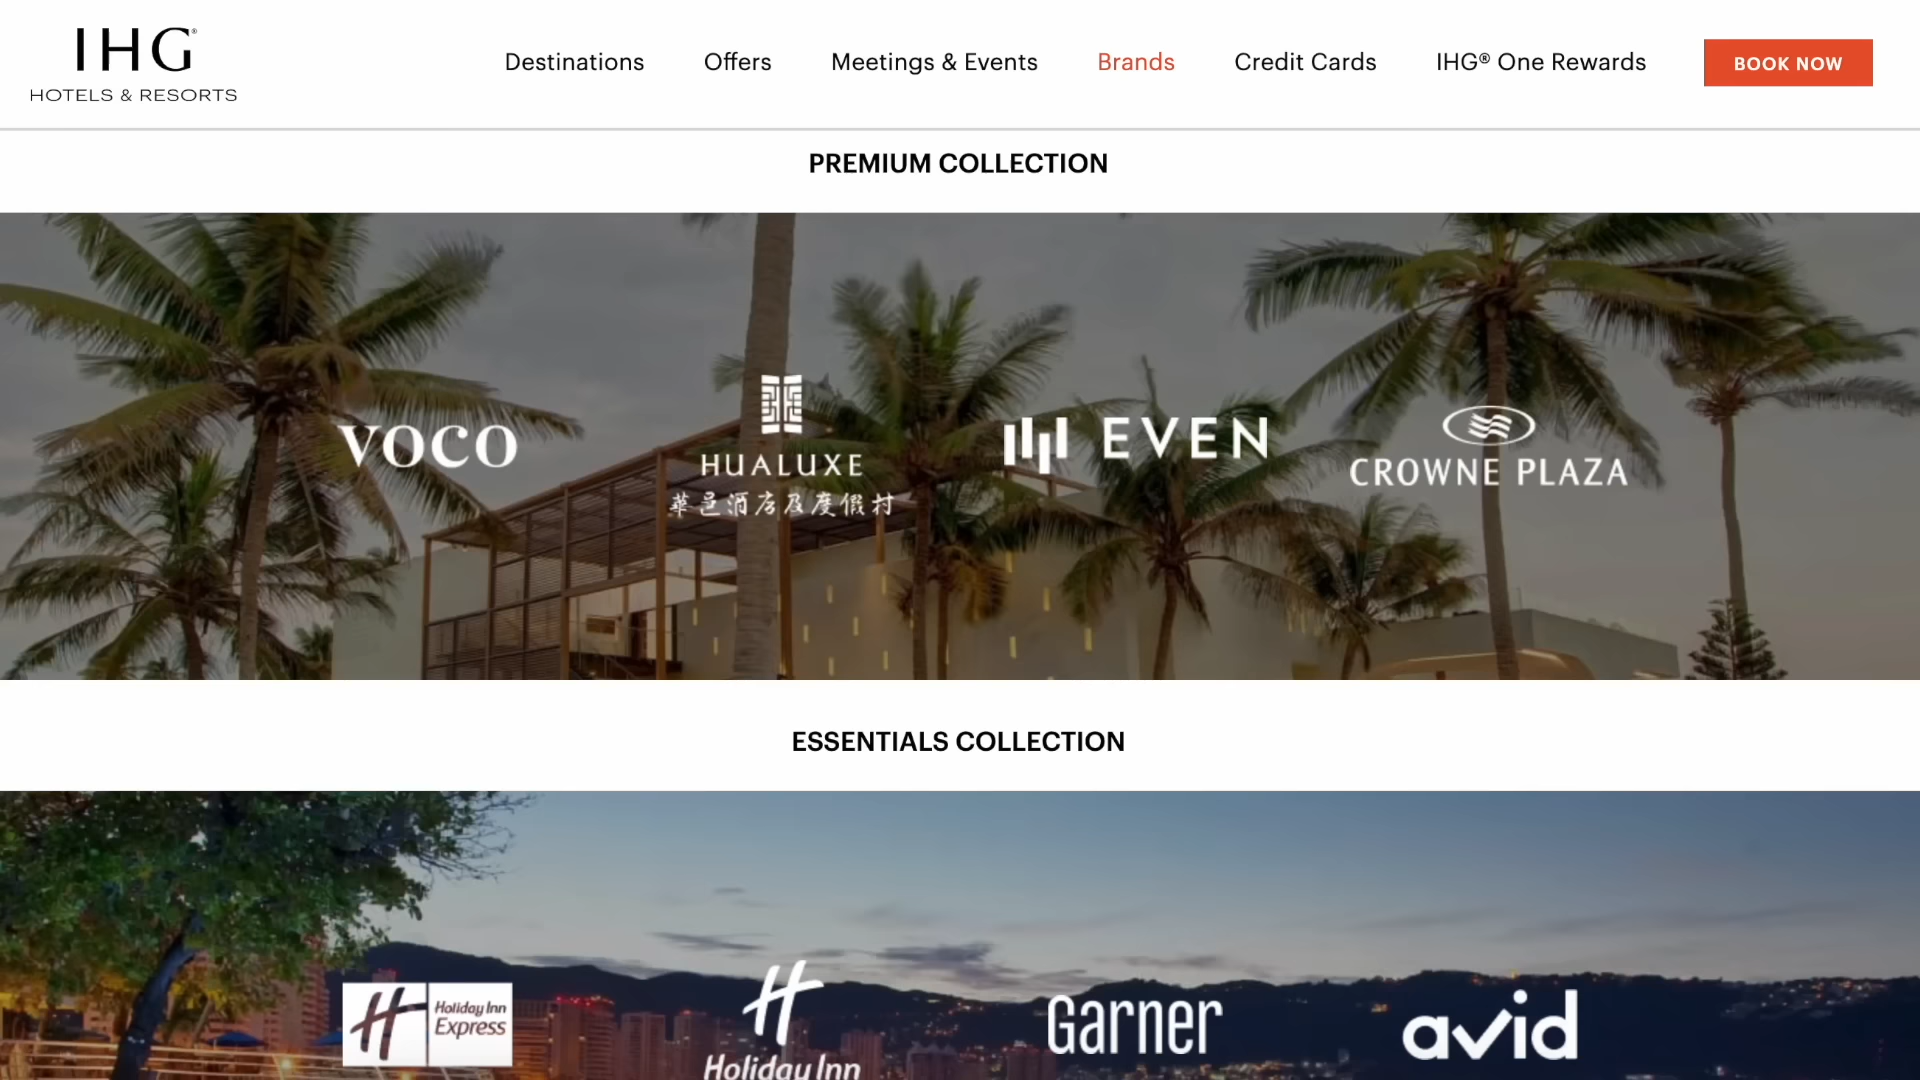 IHG®
HOTELS & RESORTS
Destinations
Offers
Meetings & Events
Brands
Credit Cards
IHG® One Rewards
BOOK NOW
PREMIUM COLLECTION
VOCO
HUALUXE
華邑酒店及度假村
EVEN
CROWNE PLAZA
ESSENTIALS COLLECTION
Holiday Inn
Express
Holiday Inn
Garner
avid